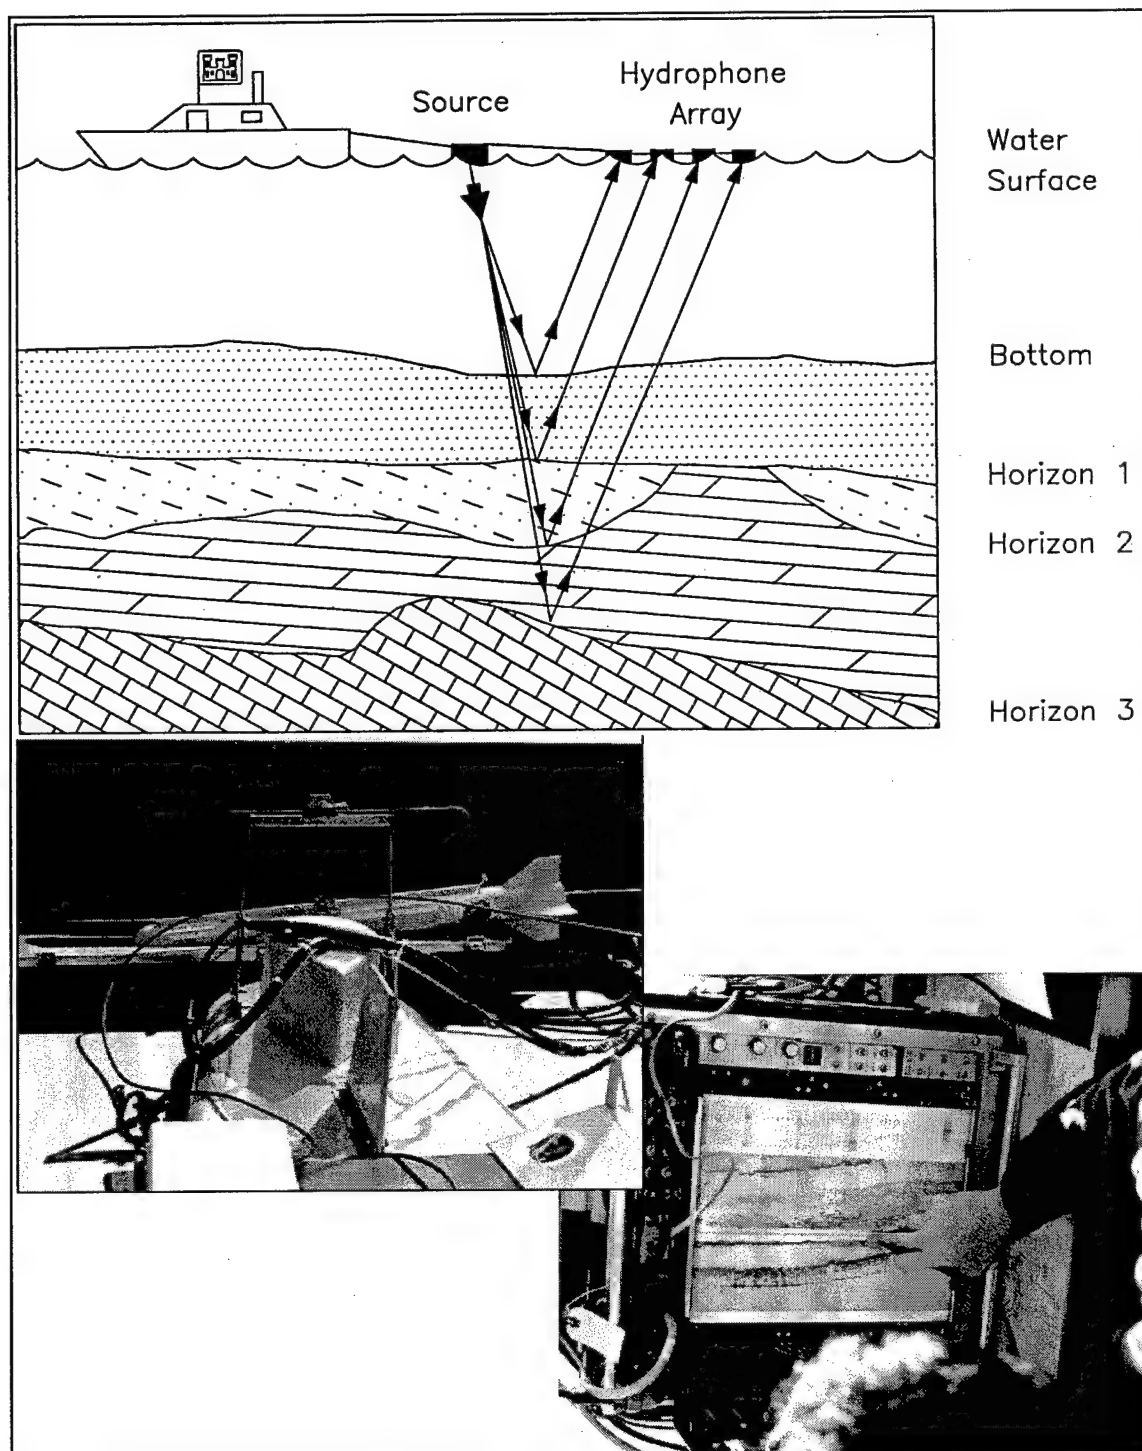 Source
Hydrophone
Array
Water
Surface
Bottom
Horizon 1
Horizon 2
Horizon 3